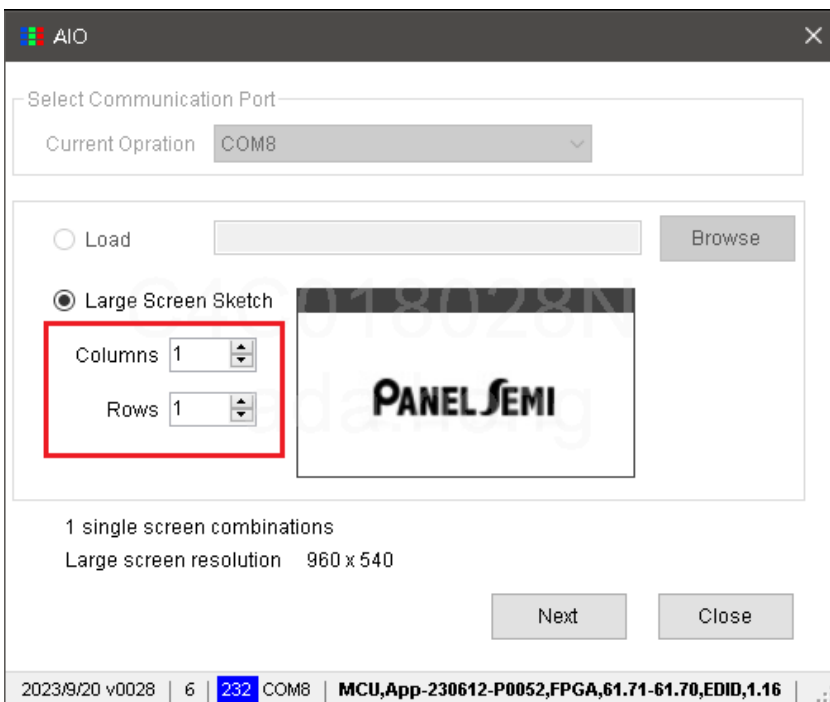 AIO
Select Communication Port
Current Opration COM8
Load Browse
Large Screen Sketch
Columns 1
Rows 1
PANEL SEMI
1 single screen combinations
Large screen resolution 960 x 540
Next Close
2023/9/20 v0028 | 6 | 232 COM8 | MCU,App-230612-P0052,FPGA,61.71-61.70,EDID,1.16 |